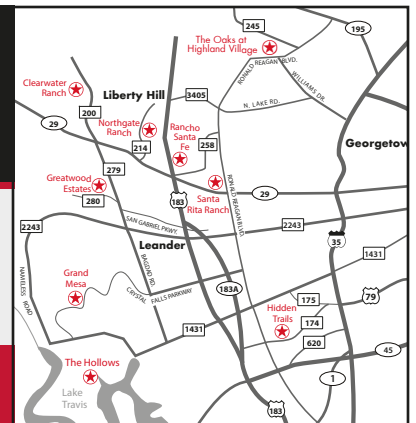 245
195
The Oaks at
Highland Village
RONALD REAGAN BLVD.
WILLIAMS DR.
Clearwater
Ranch
Liberty Hill
3405
N. LAKE RD.
200
29
Northgate
Ranch
Rancho
Santa
Fe
214
258
Georgetow
279
Greatwood
Estates
280
183
Santa
Rita Ranch
RONALD REAGAN BLVD.
29
SAN GABRIEL PKWY.
2243
2243
Leander
35
1431
NAMELESS ROAD
Grand
Mesa
BAGDAD RD.
CRYSTAL FALLS PARKWAY
183A
175
79
Hidden
Trails
174
1431
620
45
The Hollows
Lake
Travis
1
183